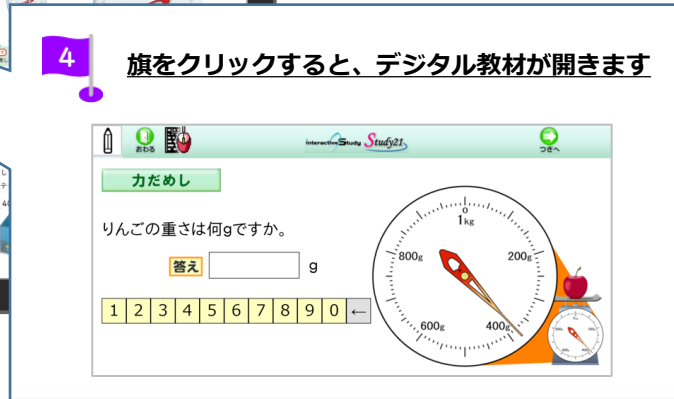 4
旗をクリックすると、デジタル教材が開きます
おわる
interactive Study Study21
つぎへ
力だめし
りんごの重さは何gですか。
答え g
1 2 3 4 5 6 7 8 9 0 ←
0
1kg
800g 200g
600g 400g